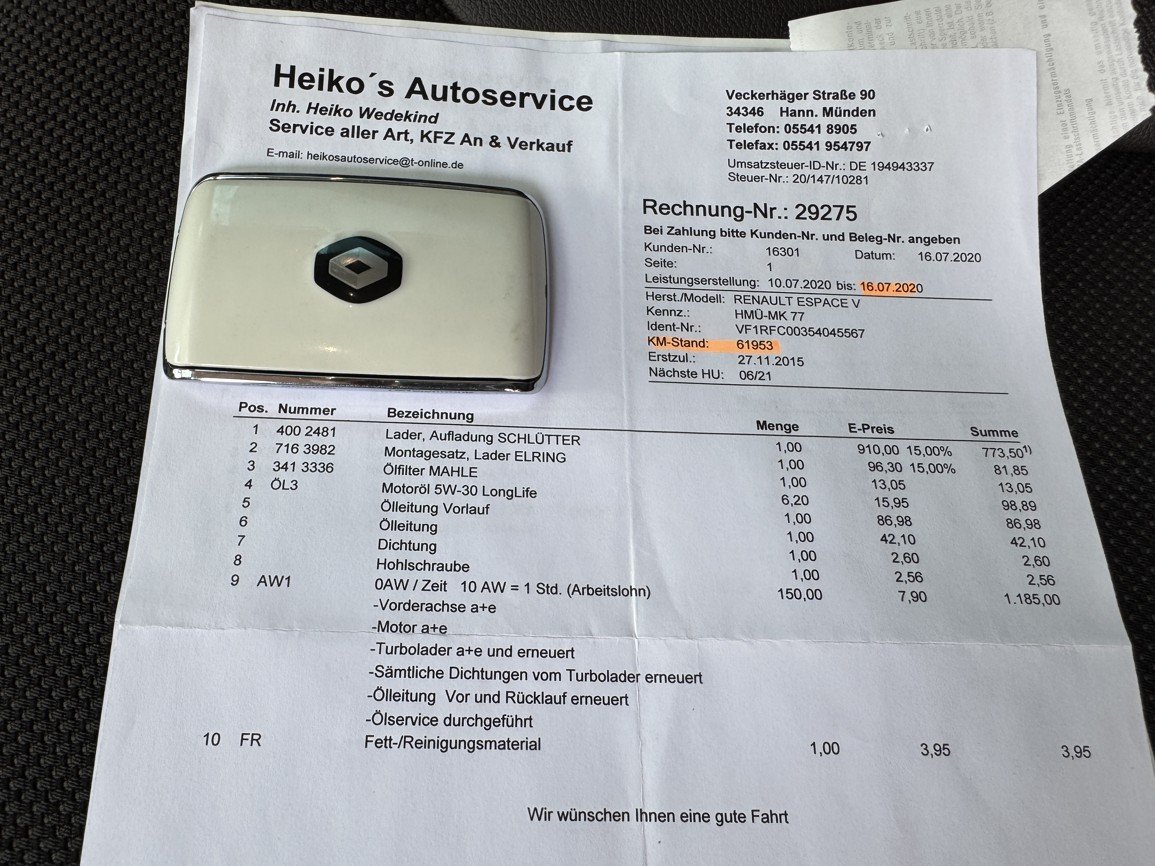 Heiko´s Autoservice
Inh. Heiko Wedekind
Service aller Art, KFZ An & Verkauf
E-mail: heikosautoservice@t-online.de
Veckerhäger Straße 90
34346 Hann. Münden
Telefon: 05541 8905
Telefax: 05541 954797
Umsatzsteuer-ID-Nr.: DE 194943337
Steuer-Nr.: 20/147/10281
Rechnung-Nr.: 29275
Bei Zahlung bitte Kunden-Nr. und Beleg-Nr. angeben
Kunden-Nr.: 16301 Datum: 16.07.2020
Seite: 1
Leistungserstellung: 10.07.2020 bis: 16.07.2020
Herst./Modell: RENAULT ESPACE V
Kennz.: HMÜ-MK 77
Ident-Nr.: VF1RFC00354045567
KM-Stand: 61953
Erstzul.: 27.11.2015
Nächste HU: 06/21
Pos. Nummer Bezeichnung Menge E-Preis Summe
1 400 2481 Lader, Aufladung SCHLÜTTER 1,00 910,00 15,00% 773,50¹⁾
2 716 3982 Montagesatz, Lader ELRING 1,00 96,30 15,00% 81,85
3 341 3336 Ölfilter MAHLE 1,00 13,05 13,05
4 ÖL3 Motoröl 5W-30 LongLife 6,20 15,95 98,89
5 Ölleitung Vorlauf 1,00 86,98 86,98
6 Ölleitung 1,00 42,10 42,10
7 Dichtung 1,00 2,60 2,60
8 Hohlschraube 1,00 2,56 2,56
9 AW1 0AW / Zeit 10 AW = 1 Std. (Arbeitslohn) 150,00 7,90 1.185,00
-Vorderachse a+e
-Motor a+e
-Turbolader a+e und erneuert
-Sämtliche Dichtungen vom Turbolader erneuert
-Ölleitung Vor und Rücklauf erneuert
-Ölservice durchgeführt
10 FR Fett-/Reinigungsmaterial 1,00 3,95 3,95
Wir wünschen Ihnen eine gute Fahrt